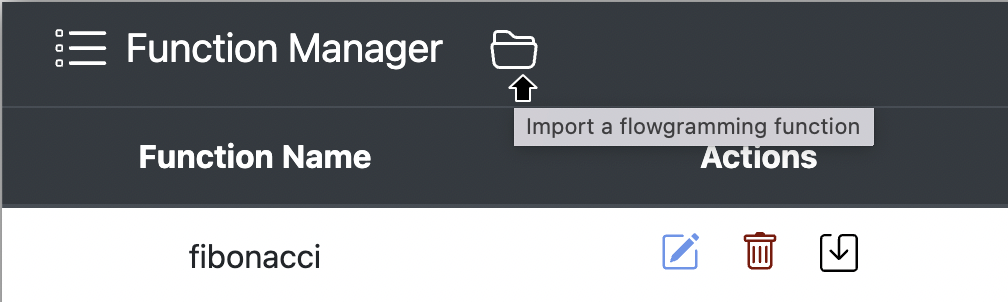 Function Manager
Import a flowgramming function
Function Name Actions
fibonacci